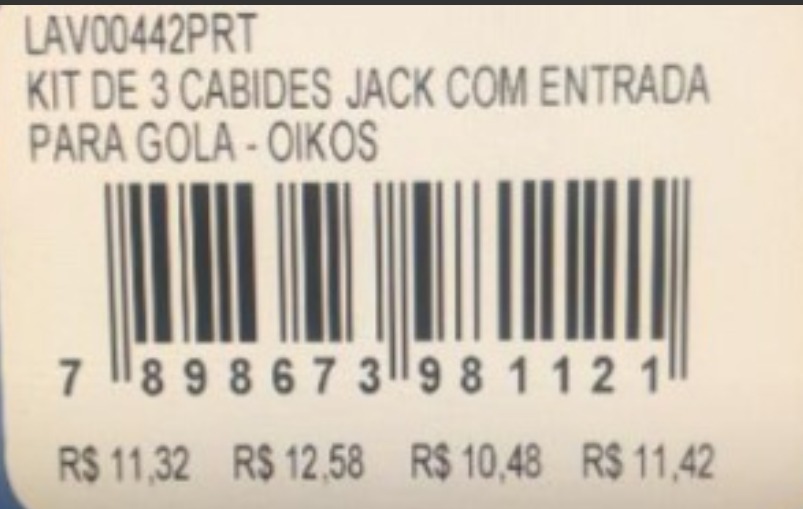 LAV00442PRT
KIT DE 3 CABIDES JACK COM ENTRADA
PARA GOLA - OIKOS
7 898673 981121
R$ 11,32 R$ 12,58 R$ 10,48 R$ 11,42